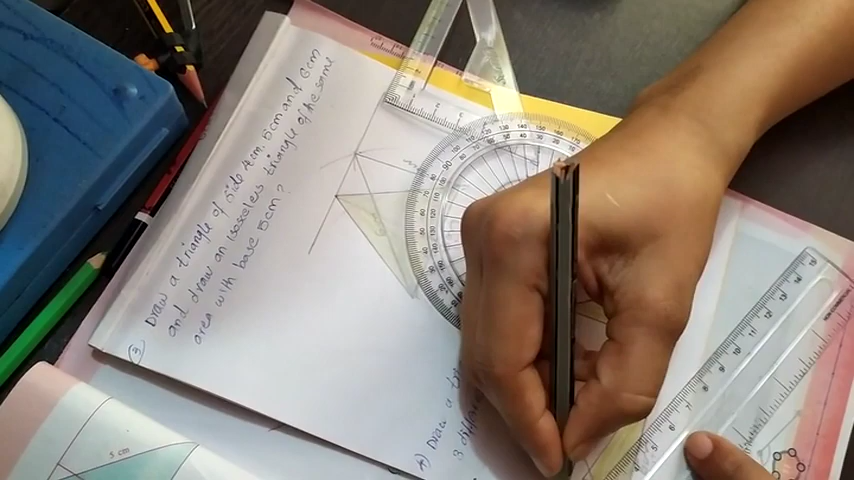 3) Draw a triangle of side 4cm. 5cm and 6cm
and draw an isosceles triangle of the same
area with base 5cm?
4) Draw a
3
5 cm